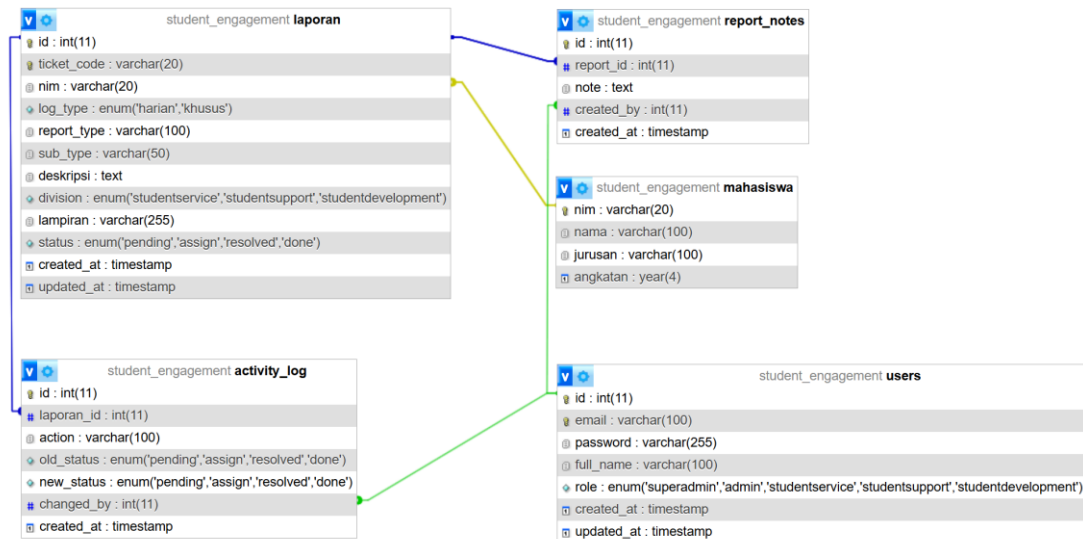 student_engagement laporan
id : int(11)
ticket_code : varchar(20)
nim : varchar(20)
log_type : enum('harian','khusus')
report_type : varchar(100)
sub_type : varchar(50)
deskripsi : text
division : enum('studentservice','studentsupport','studentdevelopment')
lampiran : varchar(255)
status : enum('pending','assign','resolved','done')
created_at : timestamp
updated_at : timestamp
student_engagement report_notes
id : int(11)
report_id : int(11)
note : text
created_by : int(11)
created_at : timestamp
student_engagement mahasiswa
nim : varchar(20)
nama : varchar(100)
jurusan : varchar(100)
angkatan : year(4)
student_engagement activity_log
id : int(11)
laporan_id : int(11)
action : varchar(100)
old_status : enum('pending','assign','resolved','done')
new_status : enum('pending','assign','resolved','done')
changed_by : int(11)
created_at : timestamp
student_engagement users
id : int(11)
email : varchar(100)
password : varchar(255)
full_name : varchar(100)
role : enum('superadmin','admin','studentservice','studentsupport','studentdevelopment')
created_at : timestamp
updated_at : timestamp